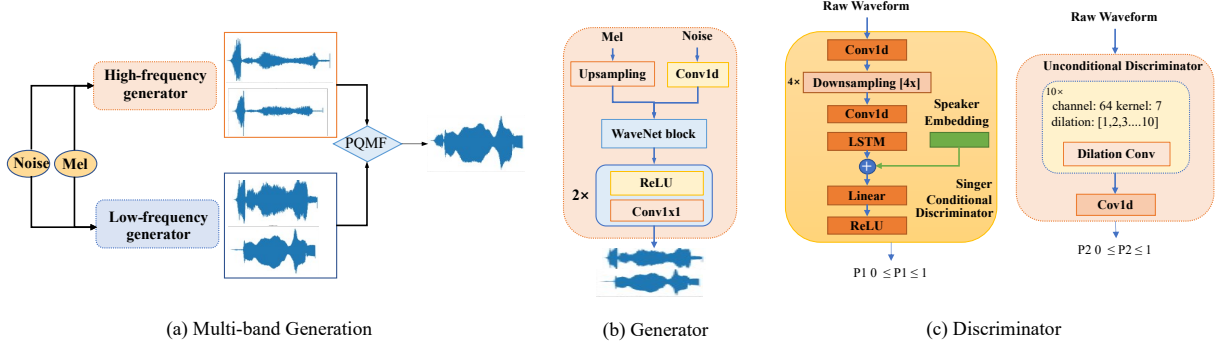 High-frequency
generator
Noise
Mel
Low-frequency
generator
PQMF
(a) Multi-band Generation
Mel
Noise
Upsampling
Conv1d
WaveNet block
2×
ReLU
Conv1x1
(b) Generator
Raw Waveform
Conv1d
4×
Downsampling [4x]
Conv1d
LSTM
Speaker
Embedding
Linear
ReLU
Singer
Conditional
Discriminator
P1 0 ≤ P1 ≤ 1
Raw Waveform
Unconditional Discriminator
10×
channel: 64 kernel: 7
dilation: [1,2,3....10]
Dilation Conv
Cov1d
P2 0 ≤ P2 ≤ 1
(c) Discriminator